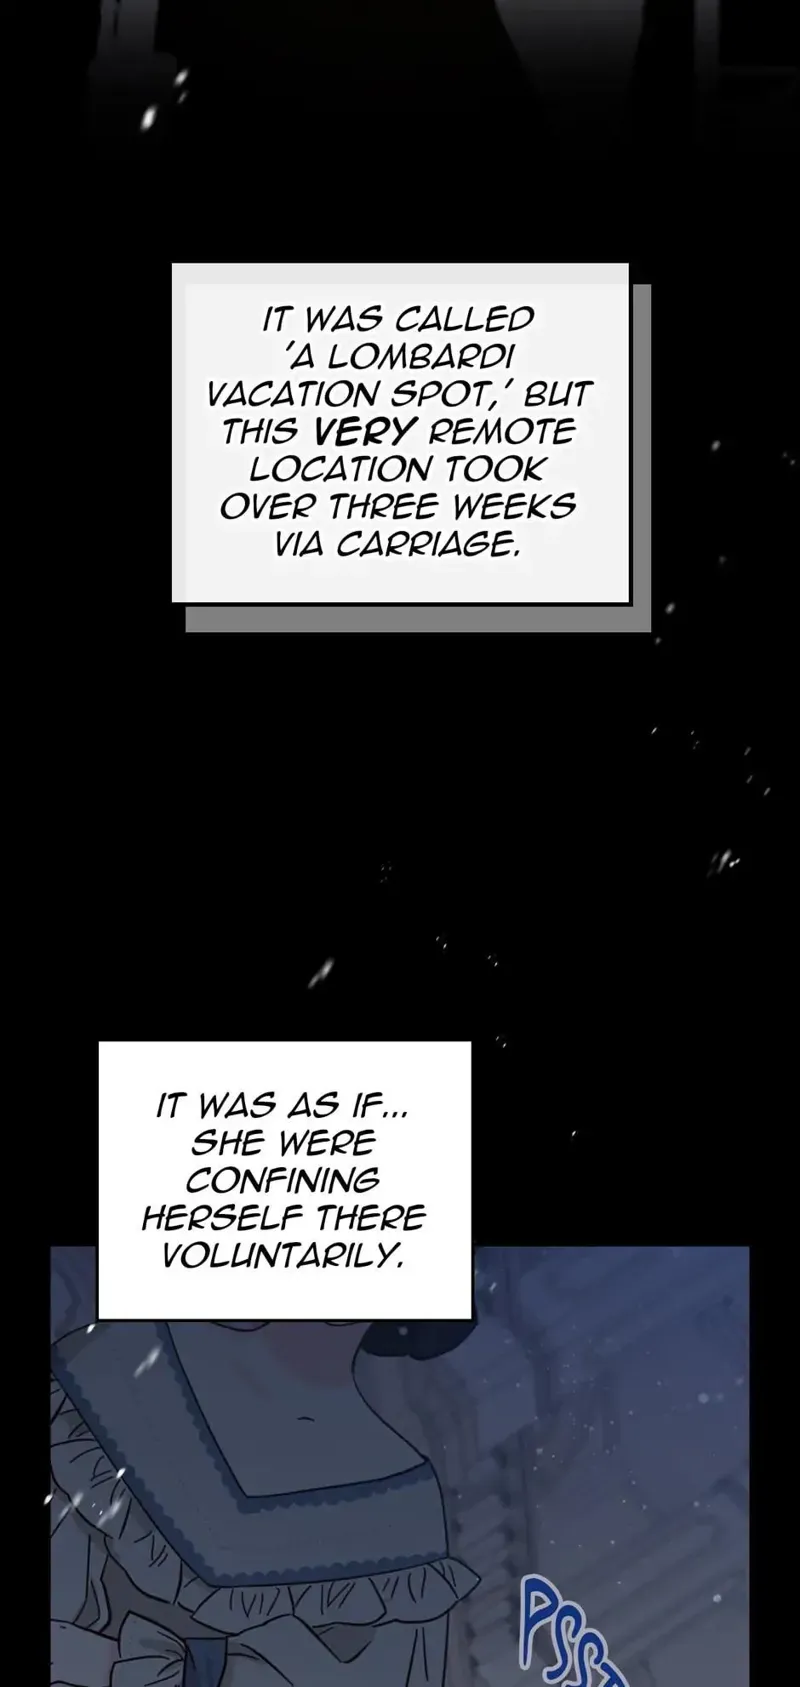 IT WAS CALLED
'A LOMBARDI
VACATION SPOT,' BUT
THIS VERY REMOTE
LOCATION TOOK
OVER THREE WEEKS
VIA CARRIAGE.
IT WAS AS IF...
SHE WERE
CONFINING
HERSELF THERE
VOLUNTARILY.
PSST